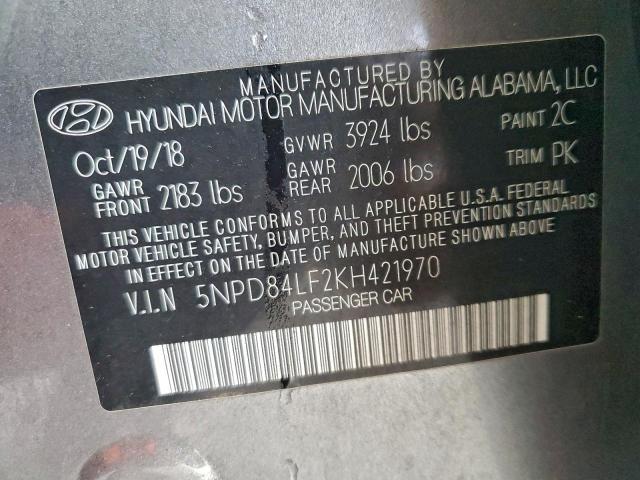 MANUFACTURED BY
HYUNDAI MOTOR MANUFACTURING ALABAMA, LLC
Oct/19/18 GVWR 3924 lbs PAINT 2C
GAWR FRONT 2183 lbs GAWR REAR 2006 lbs TRIM PK
THIS VEHICLE CONFORMS TO ALL APPLICABLE U.S.A. FEDERAL
MOTOR VEHICLE SAFETY, BUMPER, AND THEFT PREVENTION STANDARDS
IN EFFECT ON THE DATE OF MANUFACTURE SHOWN ABOVE.
V.I.N 5NPD84LF2KH421970
PASSENGER CAR